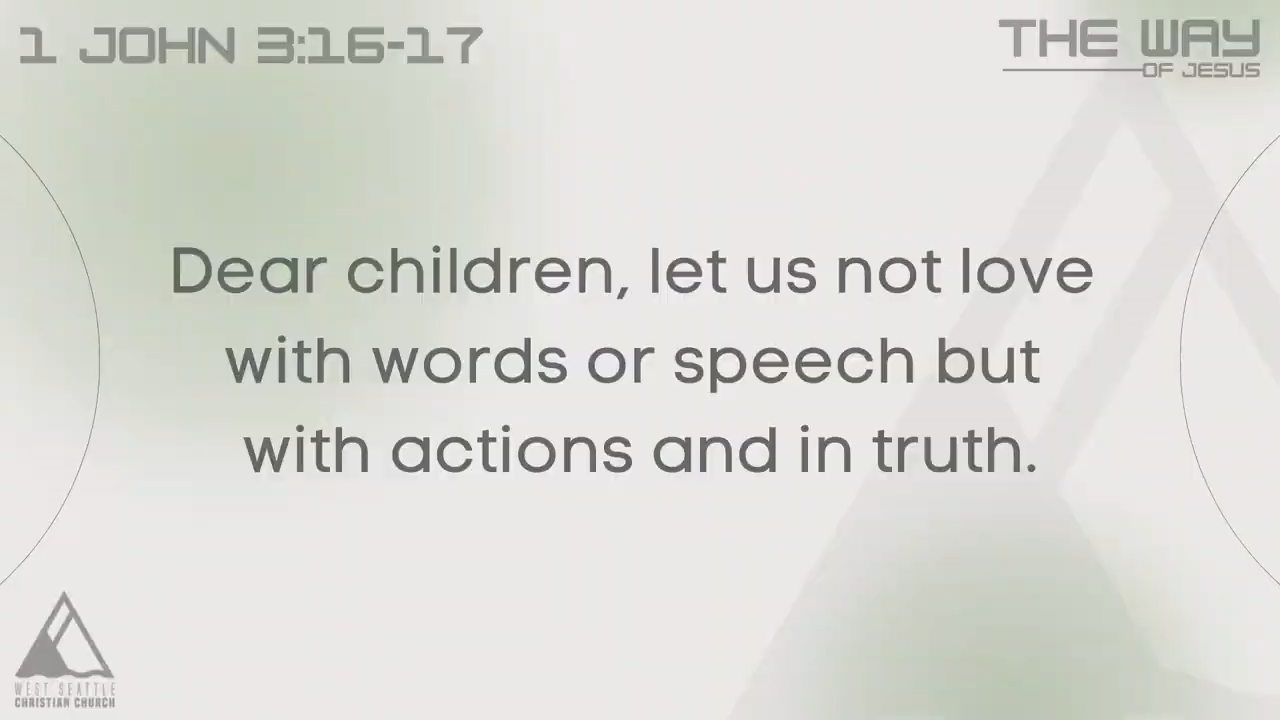 1 JOHN 3:16-17
THE WAY
OF JESUS
Dear children, let us not love
with words or speech but
with actions and in truth.
WEST SEATTLE
CHRISTIAN CHURCH